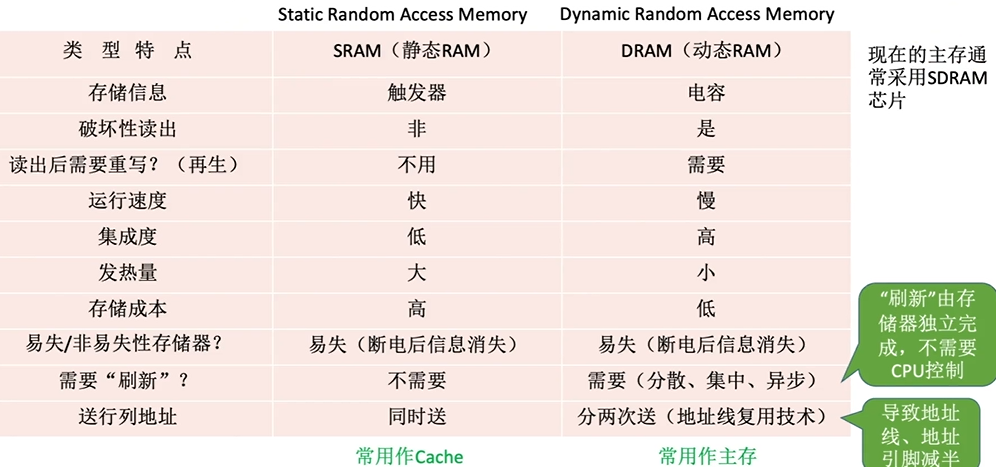 Static Random Access Memory Dynamic Random Access Memory
类 型 特 点 SRAM（静态RAM） DRAM（动态RAM）
存储信息 触发器 电容
破坏性读出 非 是
读出后需要重写？（再生） 不用 需要
运行速度 快 慢
集成度 低 高
发热量 大 小
存储成本 高 低
易失/非易失性存储器？ 易失（断电后信息消失） 易失（断电后信息消失）
需要“刷新”？ 不需要 需要（分散、集中、异步）
送行列地址 同时送 分两次送（地址线复用技术）
常用作Cache 常用作主存
现在的主存通
常采用SDRAM
芯片
“刷新”由存
储器独立完
成，不需要
CPU控制
导致地址
线、地址
引脚减半